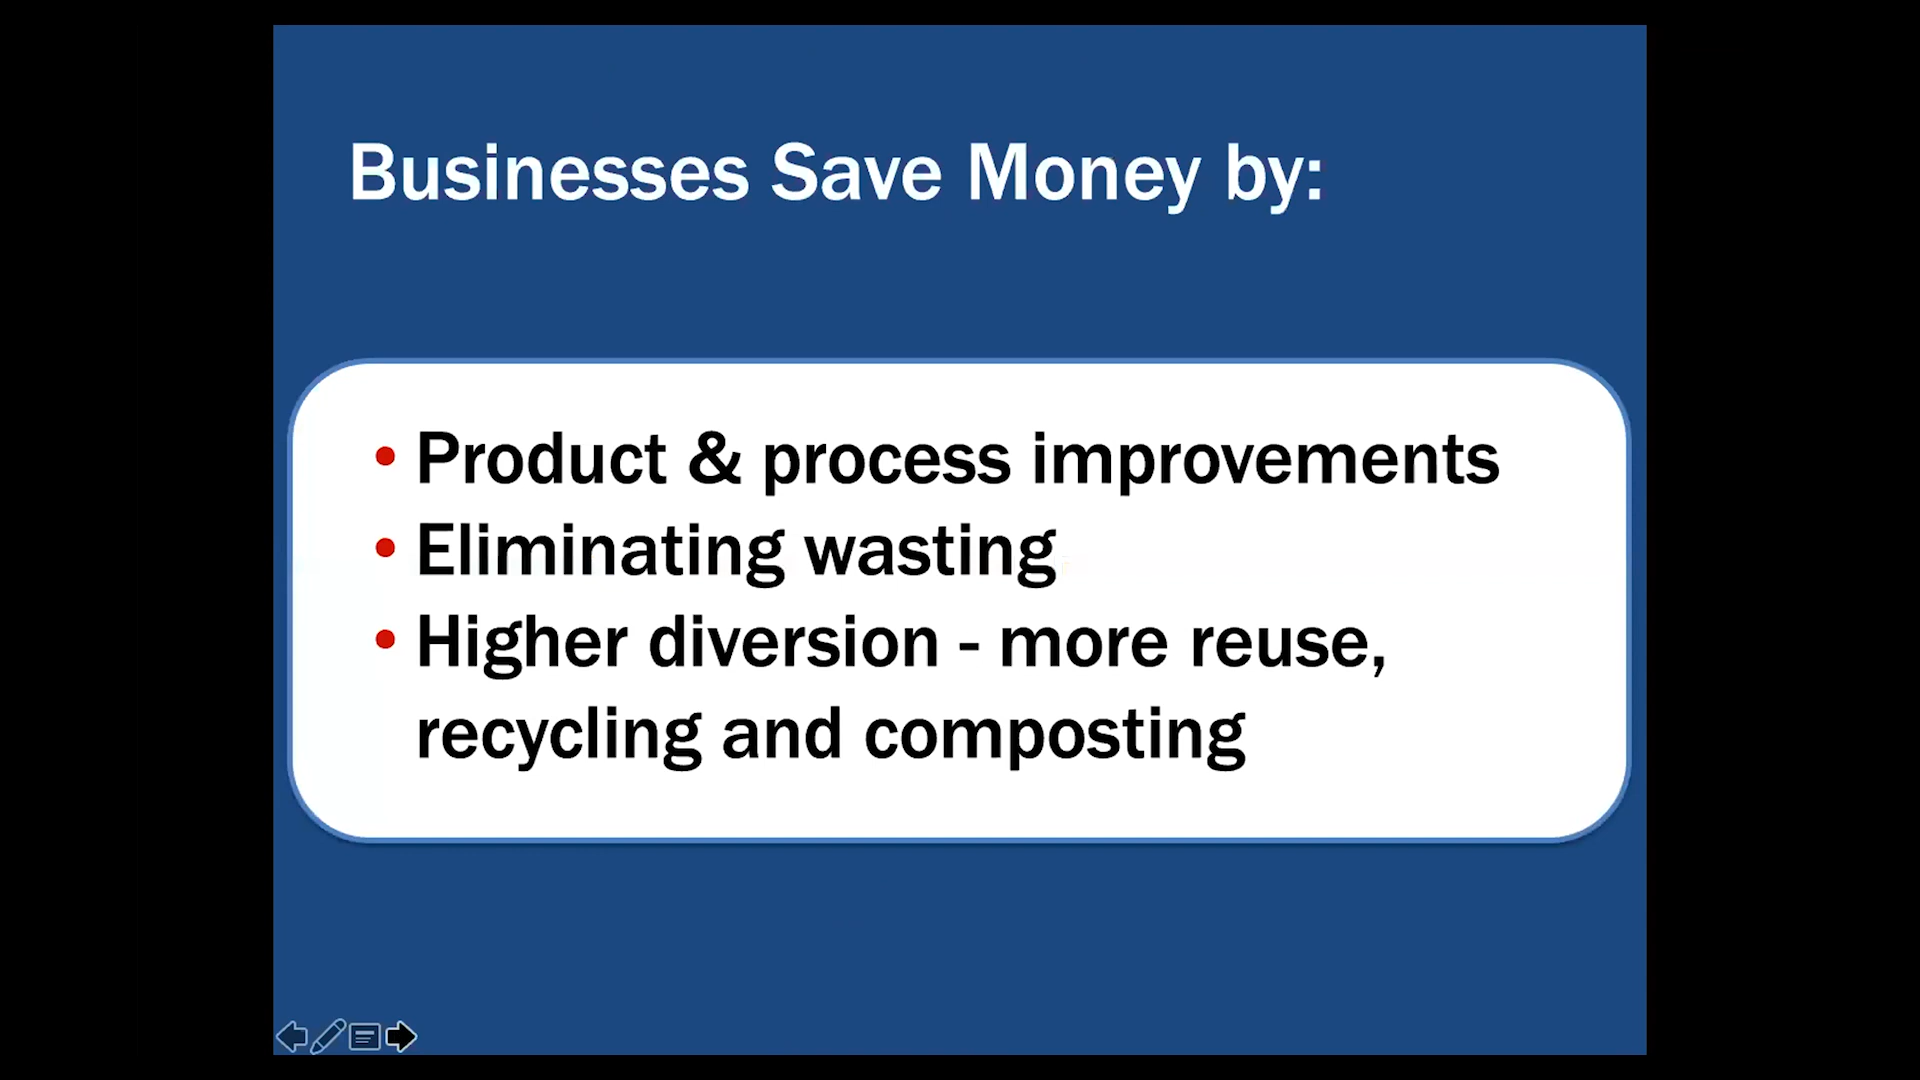 Businesses Save Money by:
• Product & process improvements
• Eliminating wasting
• Higher diversion - more reuse,
recycling and composting